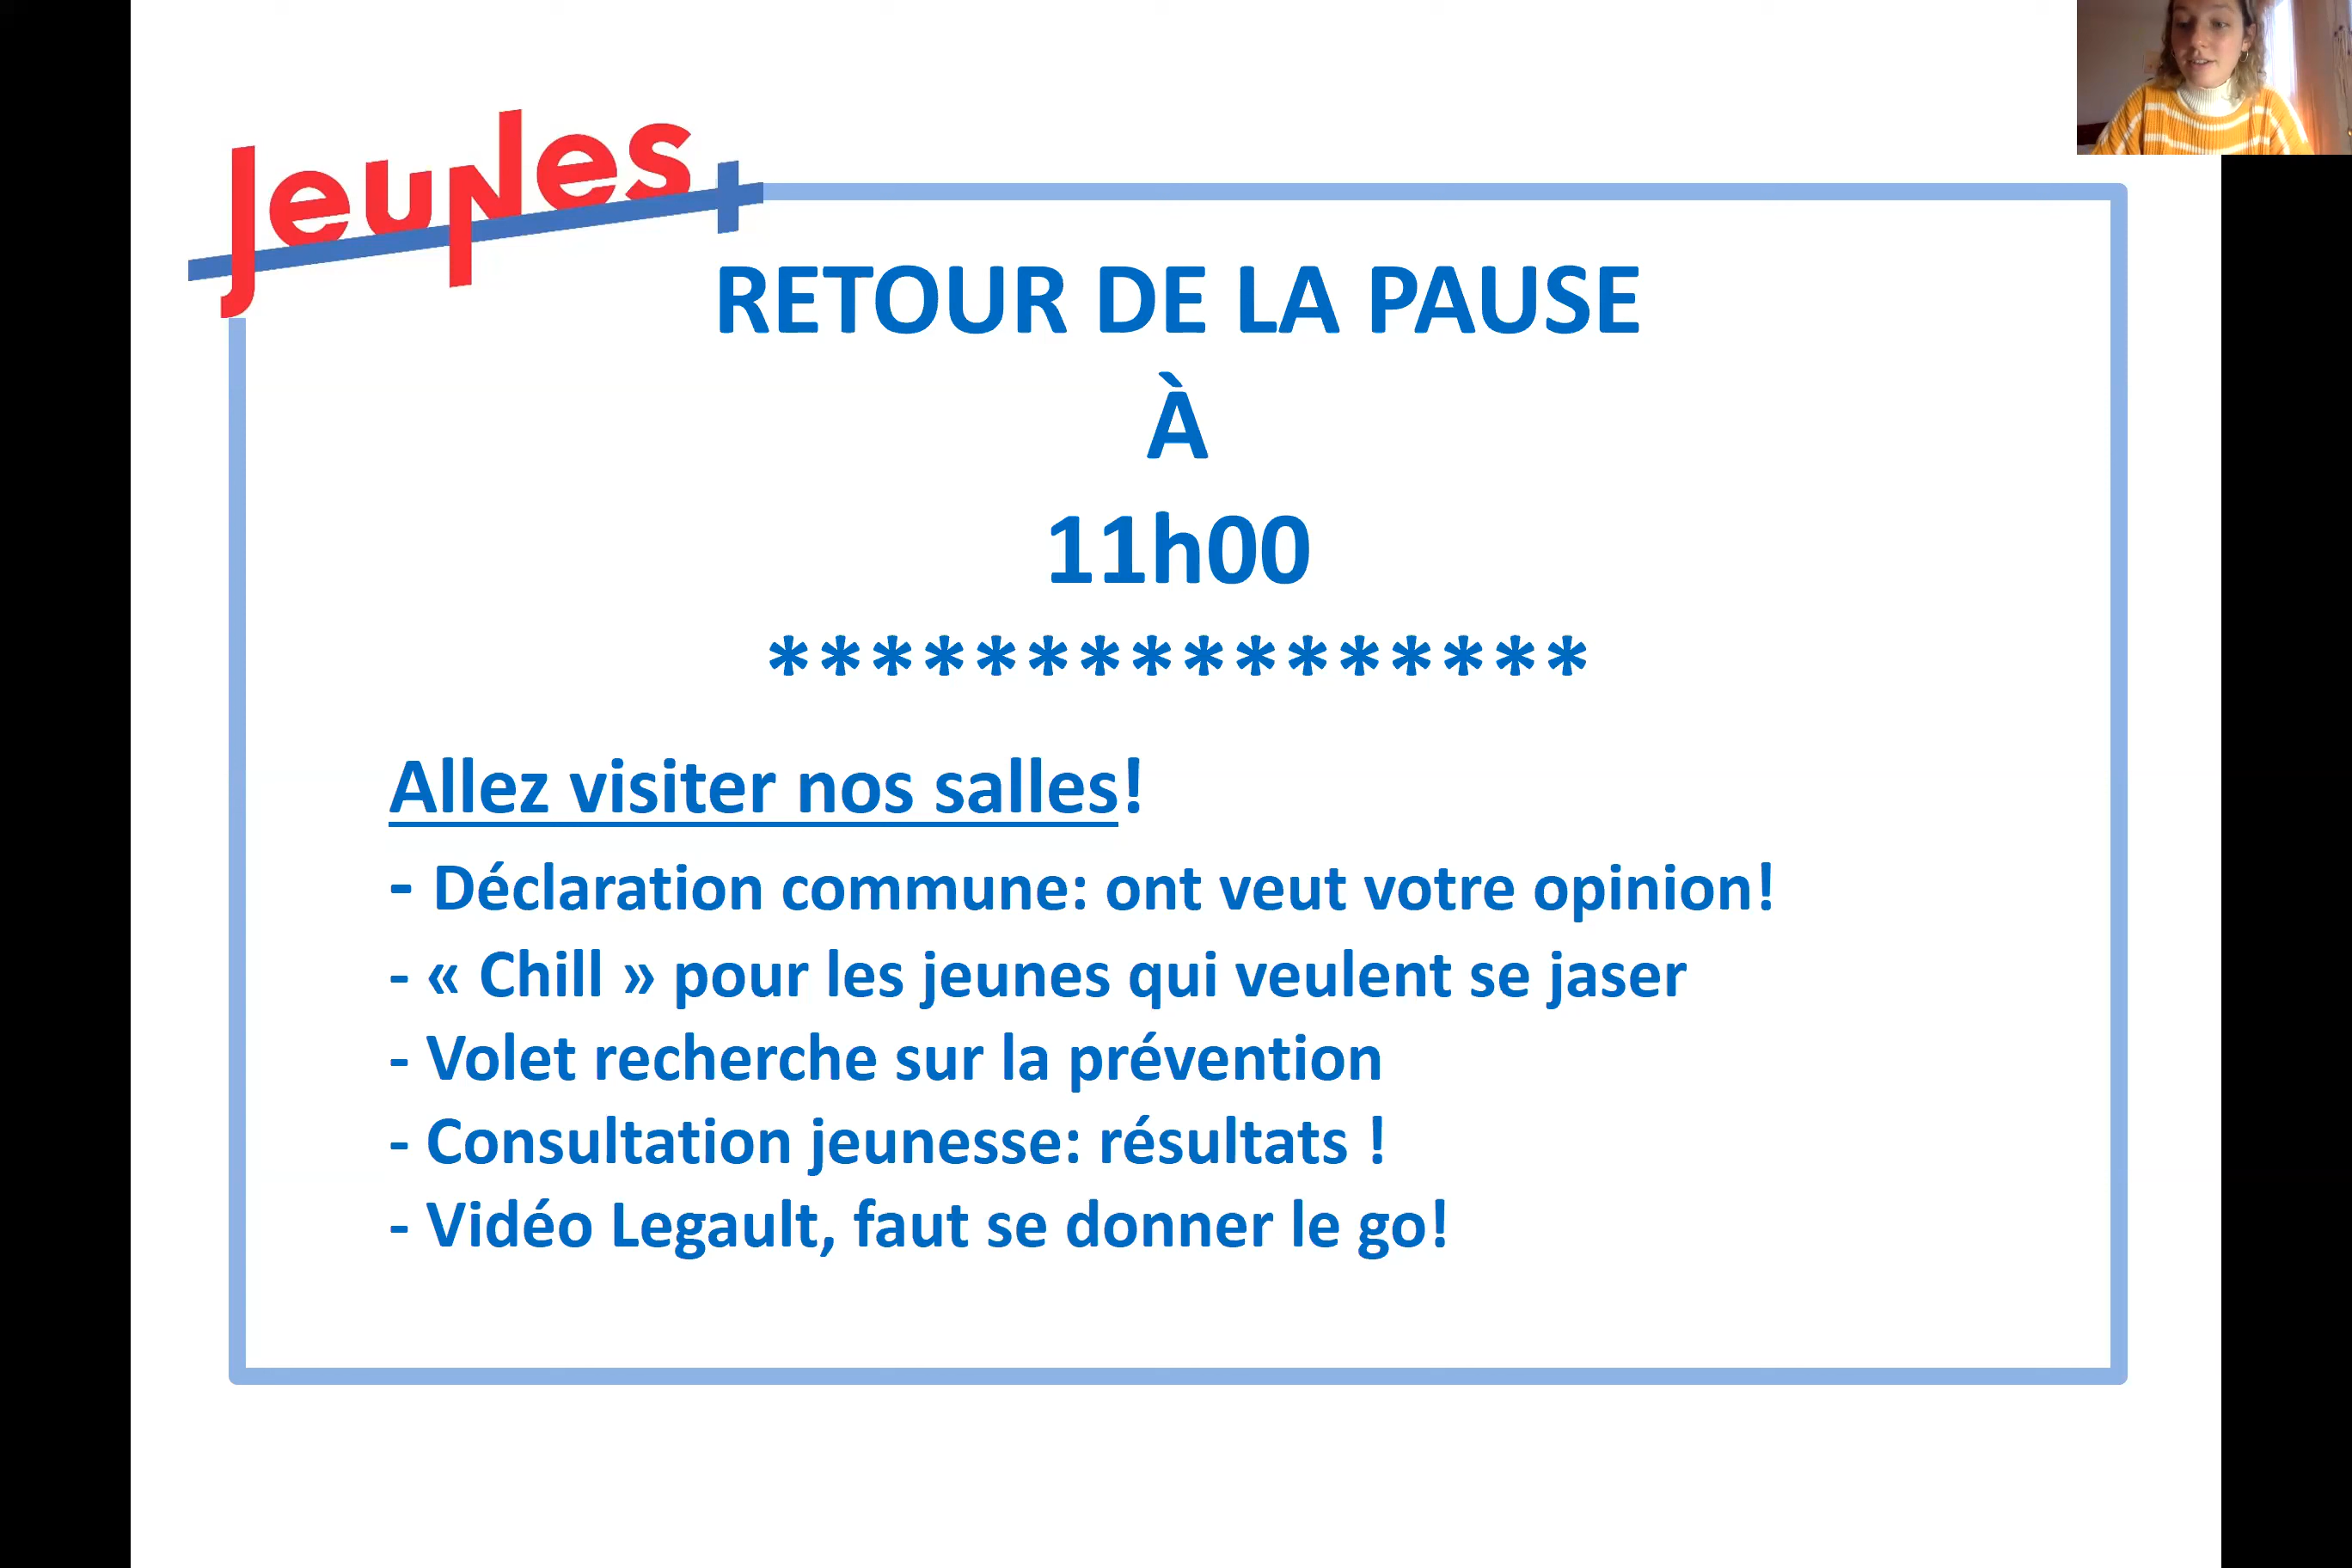 Jeunes+
RETOUR DE LA PAUSE
À
11h00
****************
Allez visiter nos salles!
- Déclaration commune: ont veut votre opinion!
- « Chill » pour les jeunes qui veulent se jaser
- Volet recherche sur la prévention
- Consultation jeunesse: résultats !
- Vidéo Legault, faut se donner le go!